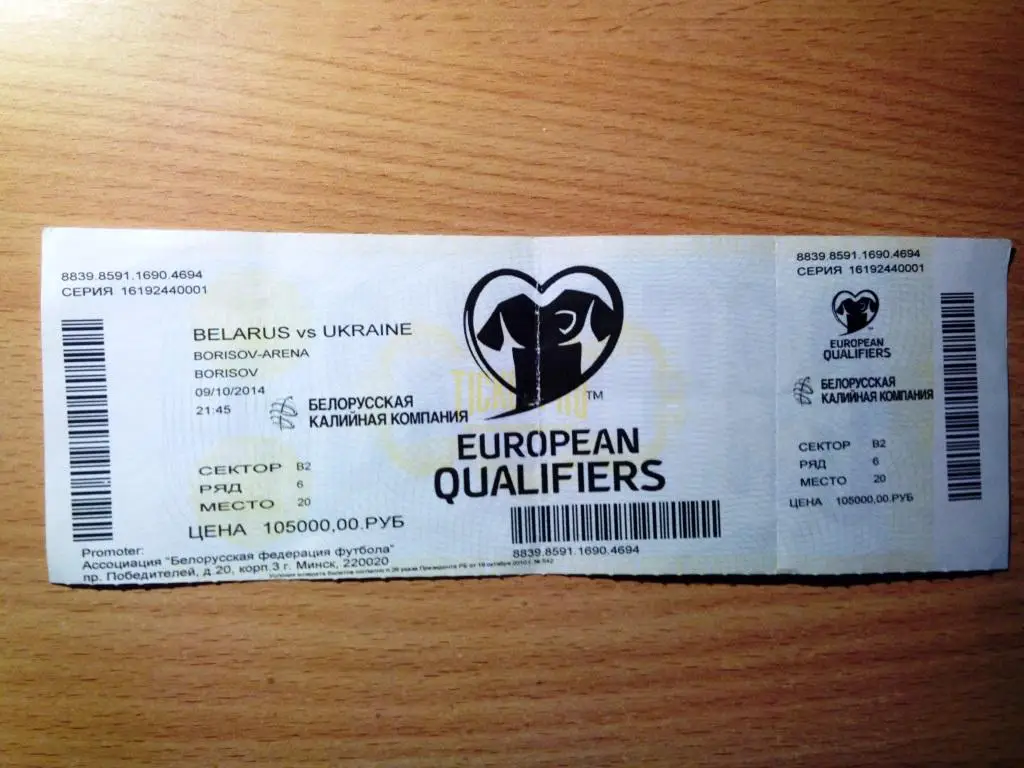 8839.8591.1690.4694
СЕРИЯ 16192440001
BELARUS vs UKRAINE
BORISOV-ARENA
BORISOV
09/10/2014
21:45
БЕЛОРУССКАЯ
КАЛИЙНАЯ КОМПАНИЯ
СЕКТОР B2
РЯД 6
МЕСТО 20
ЦЕНА 105000,00.РУБ
Promoter:
Ассоциация "Белорусская федерация футбола"
пр. Победителей, д.20, корп.3 г. Минск, 220020
TM
EUROPEAN
QUALIFIERS
8839.8591.1690.4694
8839.8591.1690.4694
СЕРИЯ 16192440001
EUROPEAN
QUALIFIERS
БЕЛОРУССКАЯ
КАЛИЙНАЯ КОМПАНИЯ
СЕКТОР B2
РЯД 6
МЕСТО 20
ЦЕНА 105000,00.РУБ